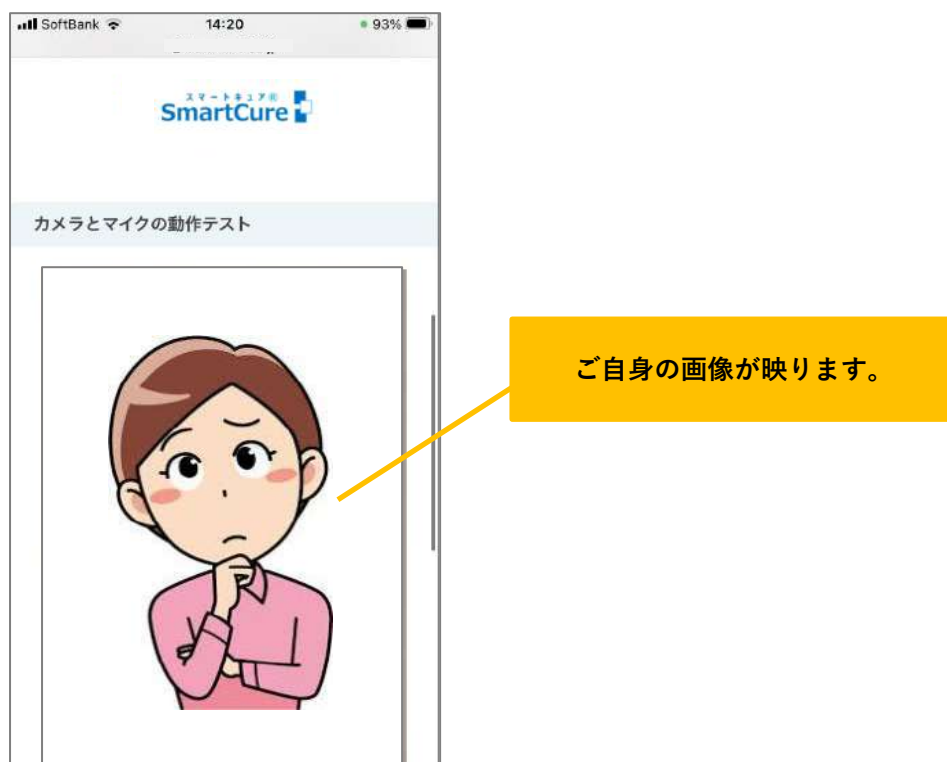 SoftBank 14:20 93%
スマートキュア®
SmartCure
カメラとマイクの動作テスト
ご自身の画像が映ります。